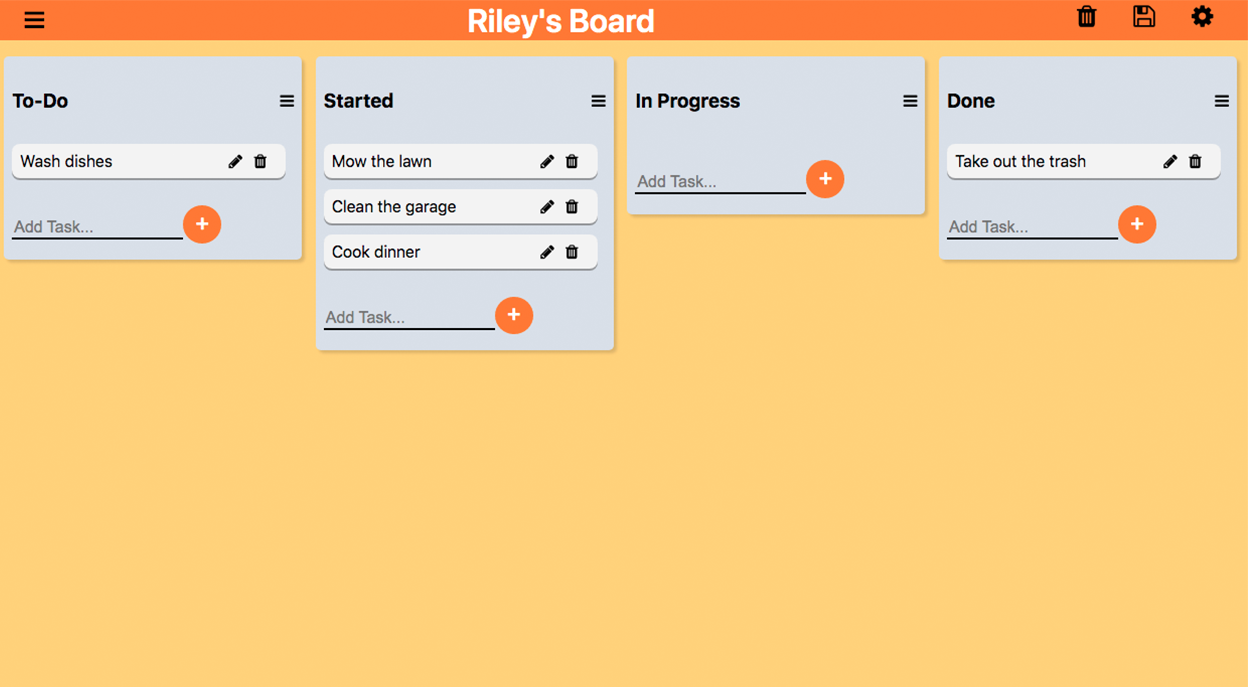 Riley's Board
To-Do
Wash dishes
Add Task...
Started
Mow the lawn
Clean the garage
Cook dinner
Add Task...
In Progress
Add Task...
Done
Take out the trash
Add Task...